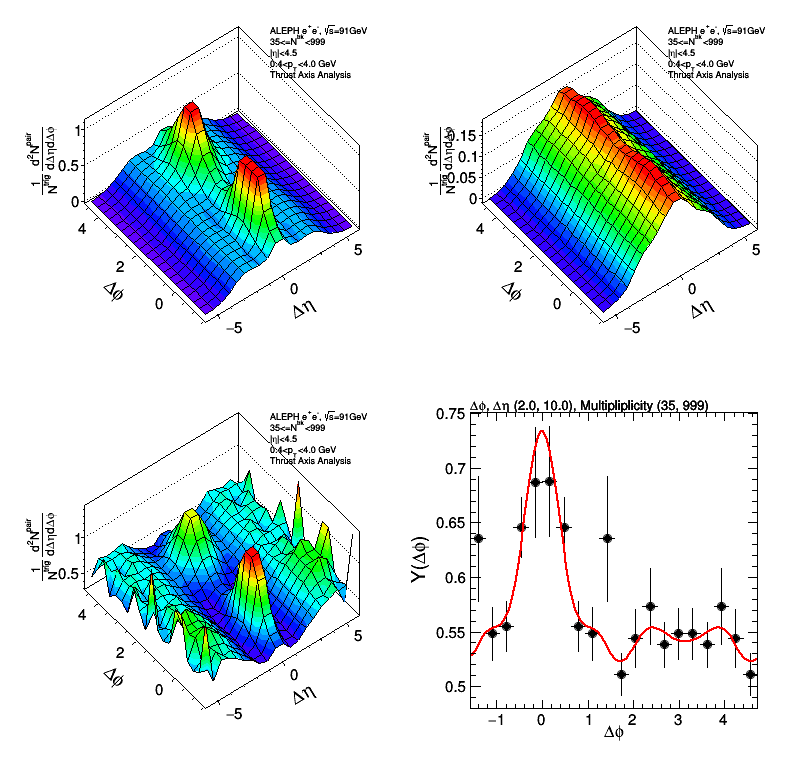 ALEPH e+e-, √s=91GeV
35<=N^trk<999
|η|<4.5
0.4<p_T<4.0 GeV
Thrust Axis Analysis
1/N^trig d²N^pair/dΔηdΔφ
1
0.5
0
4
2
0
Δφ
−5
0
5
Δη
ALEPH e+e-, √s=91GeV
35<=N^trk<999
|η|<4.5
0.4<p_T<4.0 GeV
Thrust Axis Analysis
1/N^trig d²N^pair/dΔηdΔφ
0.15
0.1
0.05
0
4
2
0
Δφ
−5
0
5
Δη
ALEPH e+e-, √s=91GeV
35<=N^trk<999
|η|<4.5
0.4<p_T<4.0 GeV
Thrust Axis Analysis
1/N^trig d²N^pair/dΔηdΔφ
1
0.5
4
2
0
Δφ
−5
0
5
Δη
Δφ, Δη (2.0, 10.0), Multipliplicity (35, 999)
Y(Δφ)
0.75
0.7
0.65
0.6
0.55
0.5
−1 0 1 2 3 4
Δφ